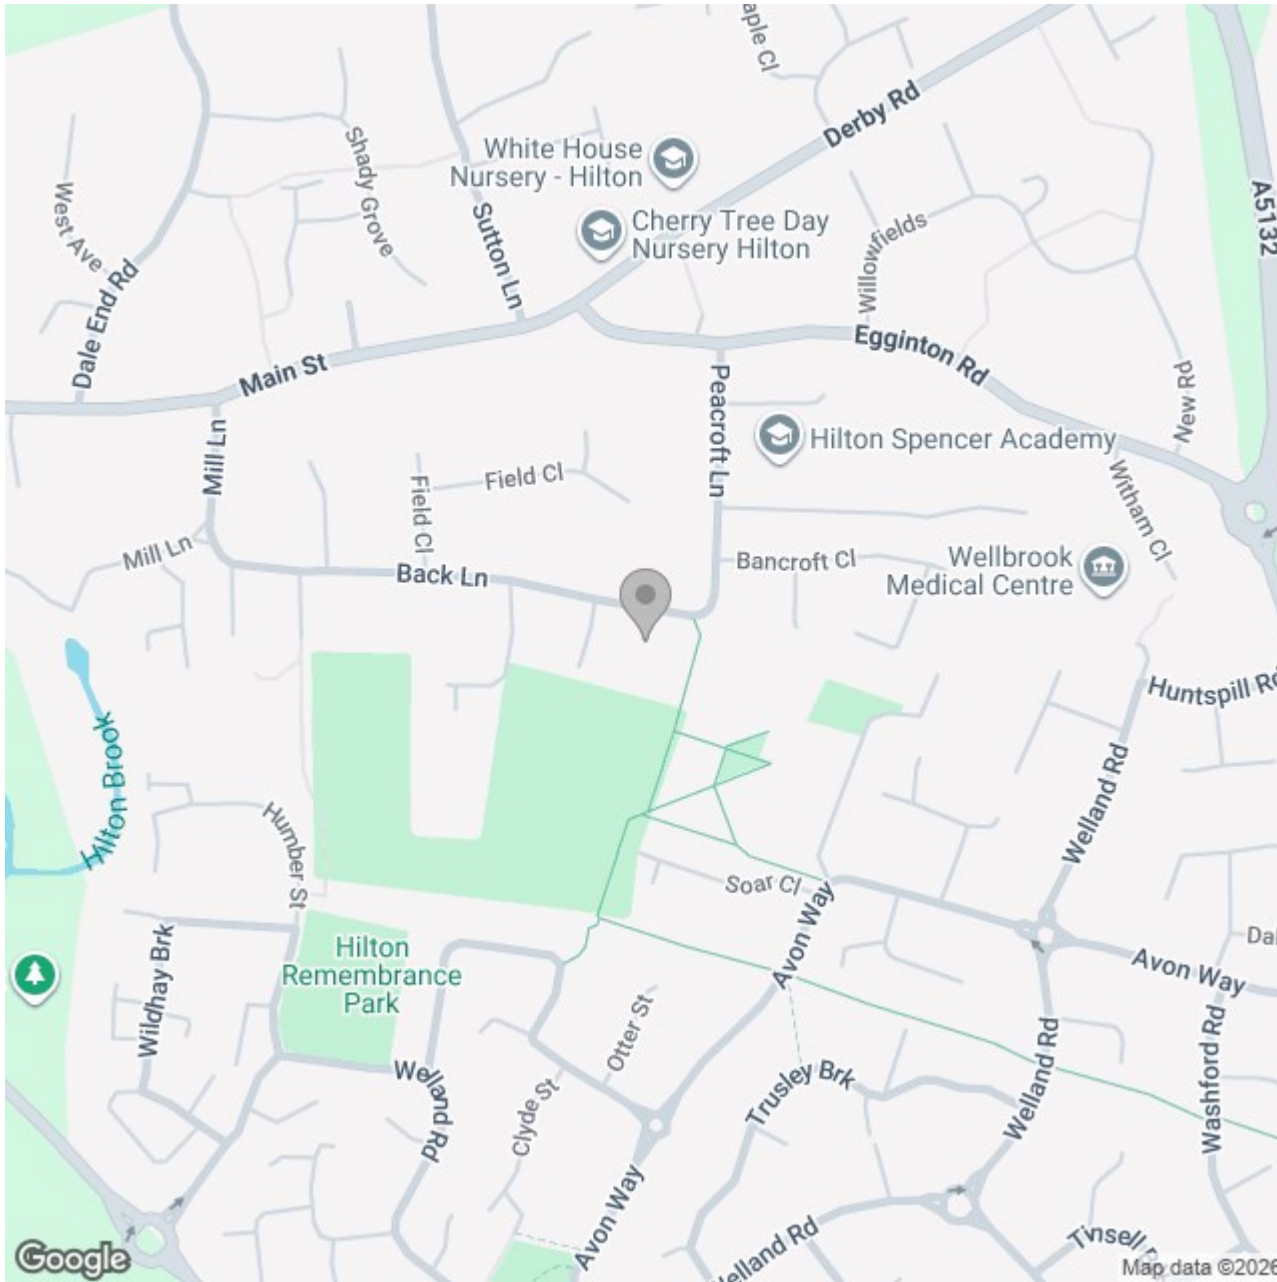 aple Cl
Derby Rd
White House
Nursery - Hilton
Shady Grove
A5132
West Ave
Sutton Ln
Cherry Tree Day
Nursery Hilton
Willowfields
Dale End Rd
Egginton Rd
Main St
Peacroft Ln
New Rd
Hilton Spencer Academy
Mill Ln
Field Cl
Field Cl
Witham Cl
Mill Ln
Back Ln
Bancroft Cl
Wellbrook
Medical Centre
Huntspill Rd
Hilton Brook
Welland Rd
Humber St
Soar Cl
Avon Way
Hilton
Remembrance
Park
Wildhay Brk
Avon Way
Dal
Otter St
Welland Rd
Trusley Brk
Welland Rd
Washford Rd
Clyde St
Avon Way
Welland Rd
Tinsell
Google
Map data ©2026